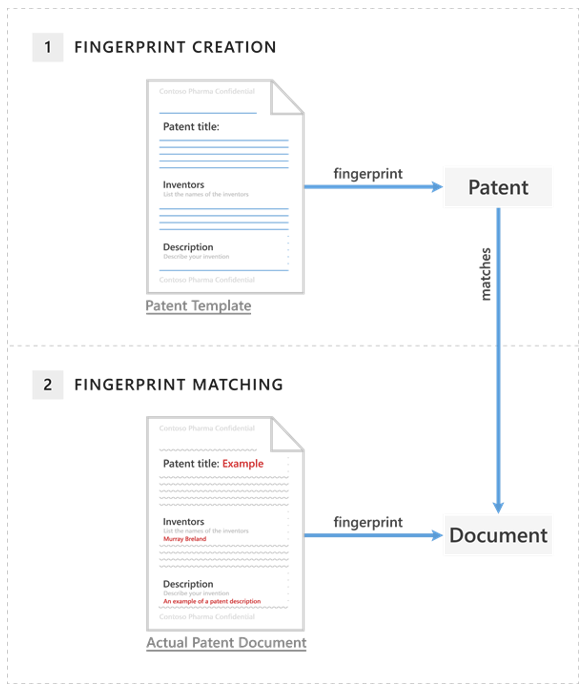 1 FINGERPRINT CREATION
Contoso Pharma Confidential
Patent title:
Inventors
List the names of the inventors
Description
Describe your invention
Contoso Pharma Confidential
Patent Template
fingerprint
Patent
matches
2 FINGERPRINT MATCHING
Contoso Pharma Confidential
Patent title: Example
Inventors
List the names of the inventors
Murray Breland
Description
Describe your invention
An example of a patent description
Contoso Pharma Confidential
Actual Patent Document
fingerprint
Document